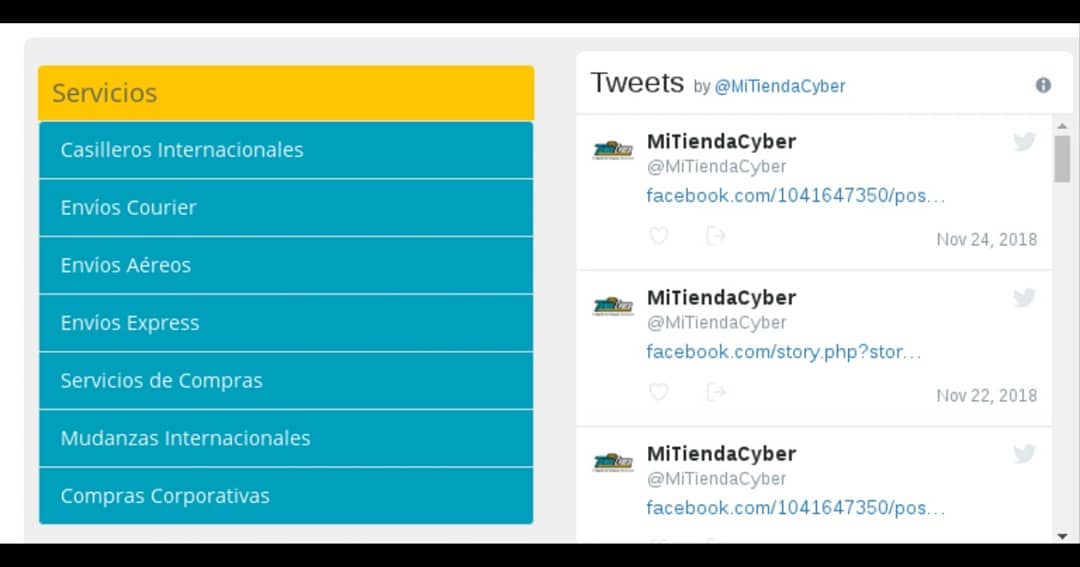 Servicios
Casilleros Internacionales
Envíos Courier
Envíos Aéreos
Envíos Express
Servicios de Compras
Mudanzas Internacionales
Compras Corporativas
Tweets by @MiTiendaCyber
MiTiendaCyber
@MiTiendaCyber
facebook.com/1041647350/pos…
Nov 24, 2018
MiTiendaCyber
@MiTiendaCyber
facebook.com/story.php?stor…
Nov 22, 2018
MiTiendaCyber
@MiTiendaCyber
facebook.com/1041647350/pos…